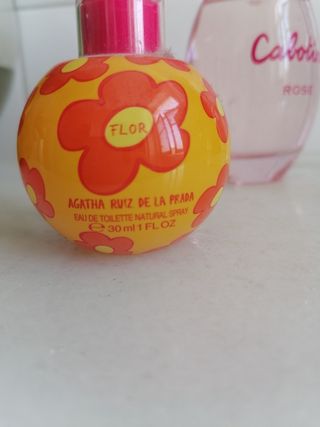 FLOR
AGATHA RUIZ DE LA PRADA
EAU DE TOILETTE NATURAL SPRAY
℮ 30 ml 1 FL OZ
ROSE